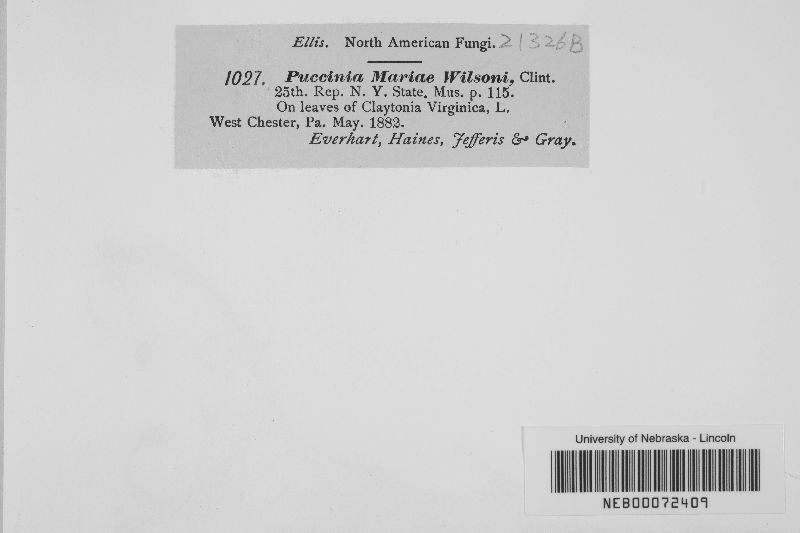 Ellis. North American Fungi. 21326B
1027. Puccinia Mariae Wilsoni, Clint.
25th. Rep. N. Y. State. Mus. p. 115.
On leaves of Claytonia Virginica, L.
West Chester, Pa. May. 1882.
Everhart, Haines, Jefferis & Gray.
University of Nebraska - Lincoln
NEB00072409